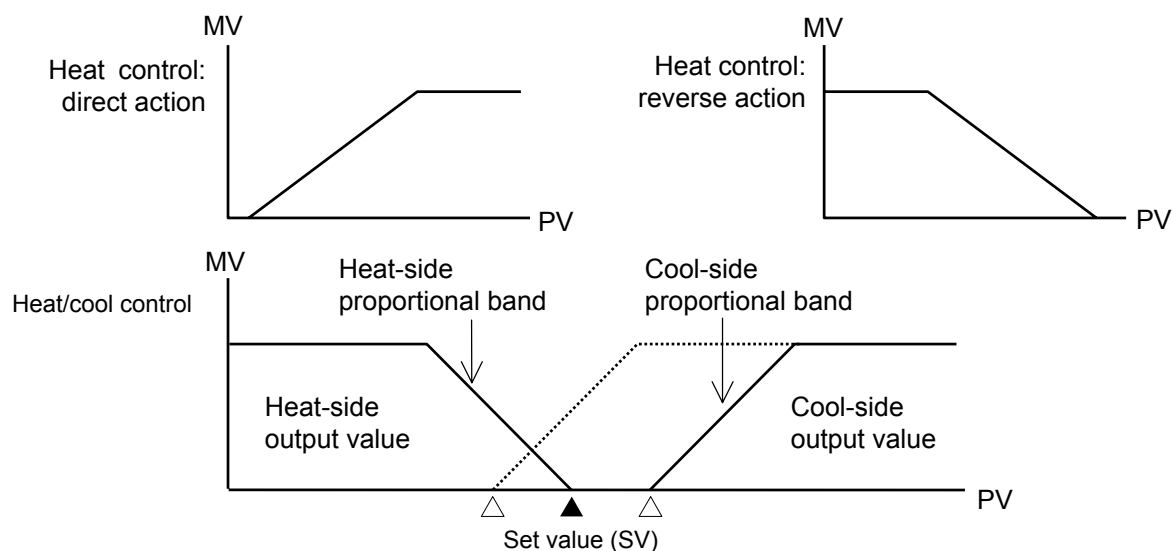 MV
Heat control:
direct action
PV
MV
Heat control:
reverse action
PV
MV
Heat/cool control
Heat-side
proportional band
Cool-side
proportional band
Heat-side
output value
Cool-side
output value
PV
Set value (SV)